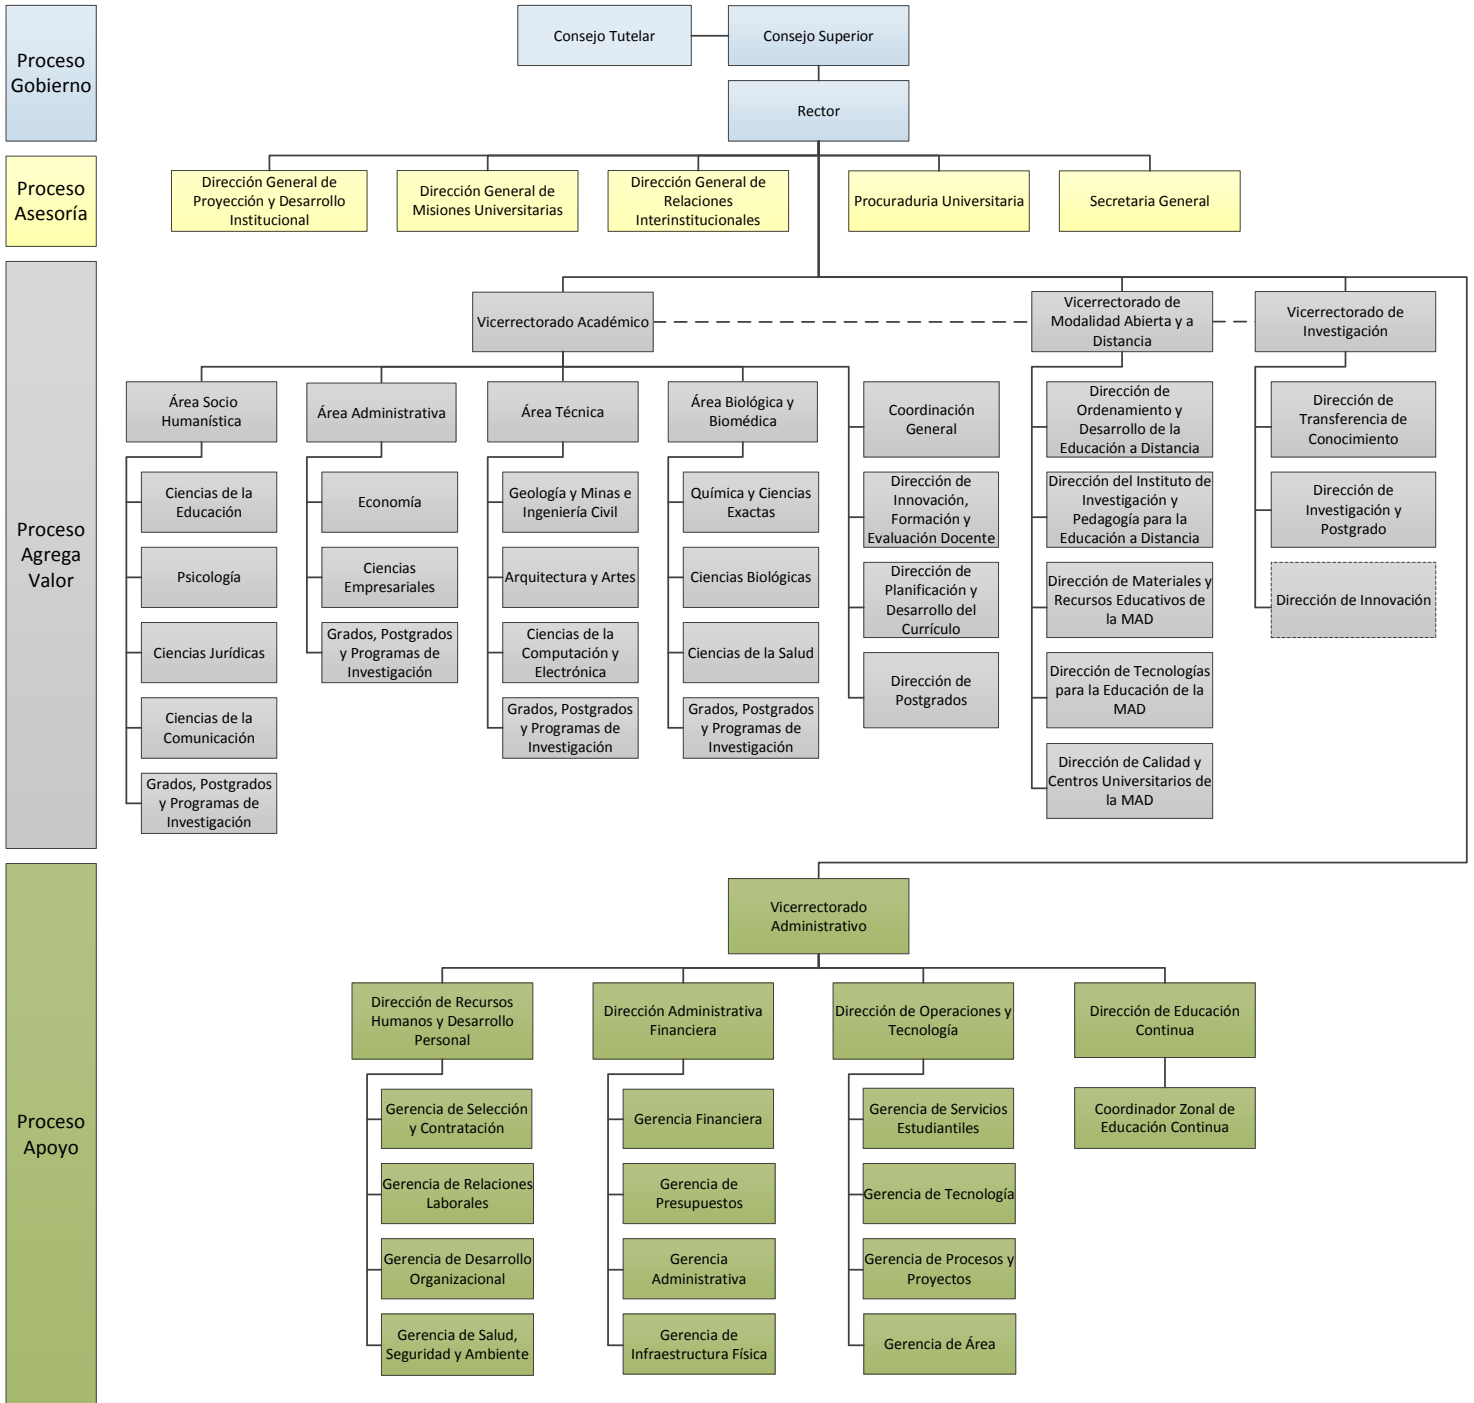 Proceso
Gobierno
Consejo Tutelar
Consejo Superior
Rector
Proceso
Asesoría
Dirección General de
Proyección y Desarrollo
Institucional
Dirección General de
Misiones Universitarias
Dirección General de
Relaciones
Interinstitucionales
Procuraduria Universitaria
Secretaria General
Proceso
Agrega
Valor
Vicerrectorado Académico
Vicerrectorado de
Modalidad Abierta y a
Distancia
Vicerrectorado de
Investigación
Área Socio
Humanística
Ciencias de la
Educación
Psicología
Ciencias Jurídicas
Ciencias de la
Comunicación
Grados, Postgrados
y Programas de
Investigación
Área Administrativa
Economía
Ciencias
Empresariales
Grados, Postgrados
y Programas de
Investigación
Área Técnica
Geología y Minas e
Ingeniería Civil
Arquitectura y Artes
Ciencias de la
Computación y
Electrónica
Grados, Postgrados
y Programas de
Investigación
Área Biológica y
Biomédica
Química y Ciencias
Exactas
Ciencias Biológicas
Ciencias de la Salud
Grados, Postgrados
y Programas de
Investigación
Coordinación
General
Dirección de
Innovación,
Formación y
Evaluación Docente
Dirección de
Planificación y
Desarrollo del
Currículo
Dirección de
Postgrados
Dirección de
Ordenamiento y
Desarrollo de la
Educación a Distancia
Dirección del Instituto de
Investigación y
Pedagogía para la
Educación a Distancia
Dirección de Materiales y
Recursos Educativos de
la MAD
Dirección de Tecnologías
para la Educación de la
MAD
Dirección de Calidad y
Centros Universitarios de
la MAD
Dirección de
Transferencia de
Conocimiento
Dirección de
Investigación y
Postgrado
Dirección de Innovación
Proceso
Apoyo
Vicerrectorado
Administrativo
Dirección de Recursos
Humanos y Desarrollo
Personal
Gerencia de Selección
y Contratación
Gerencia de Relaciones
Laborales
Gerencia de Desarrollo
Organizacional
Gerencia de Salud,
Seguridad y Ambiente
Dirección Administrativa
Financiera
Gerencia Financiera
Gerencia de
Presupuestos
Gerencia
Administrativa
Gerencia de
Infraestructura Física
Dirección de Operaciones y
Tecnología
Gerencia de Servicios
Estudiantiles
Gerencia de Tecnología
Gerencia de Procesos y
Proyectos
Gerencia de Área
Dirección de Educación
Continua
Coordinador Zonal de
Educación Continua